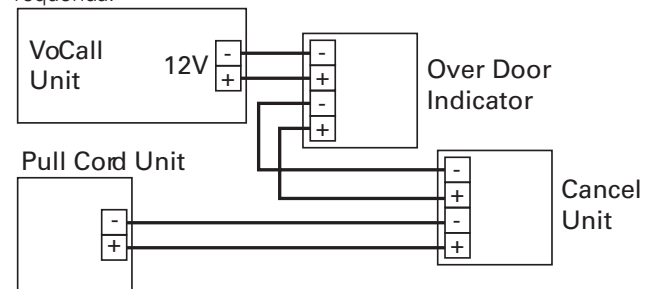 VoCall
Unit
12V
-
+
-
+
-
+
Over Door
Indicator
Pull Cord Unit
-
+
-
+
-
+
Cancel
Unit